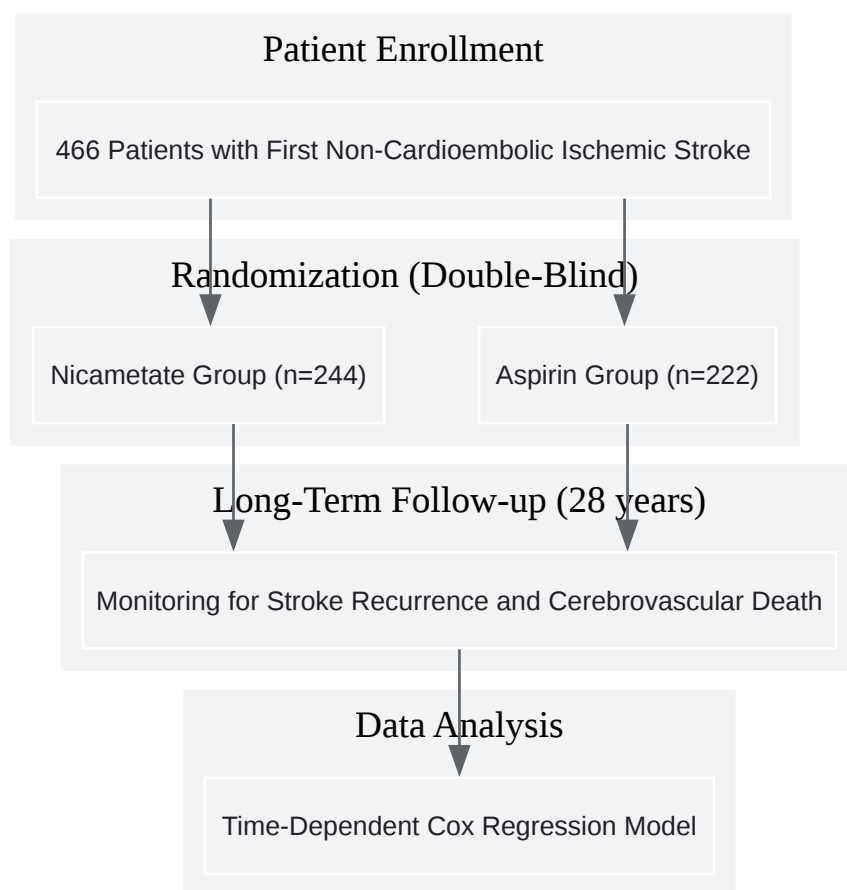 Patient Enrollment
466 Patients with First Non-Cardioembolic Ischemic Stroke
Randomization (Double-Blind)
Nicametate Group (n=244)
Aspirin Group (n=222)
Long-Term Follow-up (28 years)
Monitoring for Stroke Recurrence and Cerebrovascular Death
Data Analysis
Time-Dependent Cox Regression Model